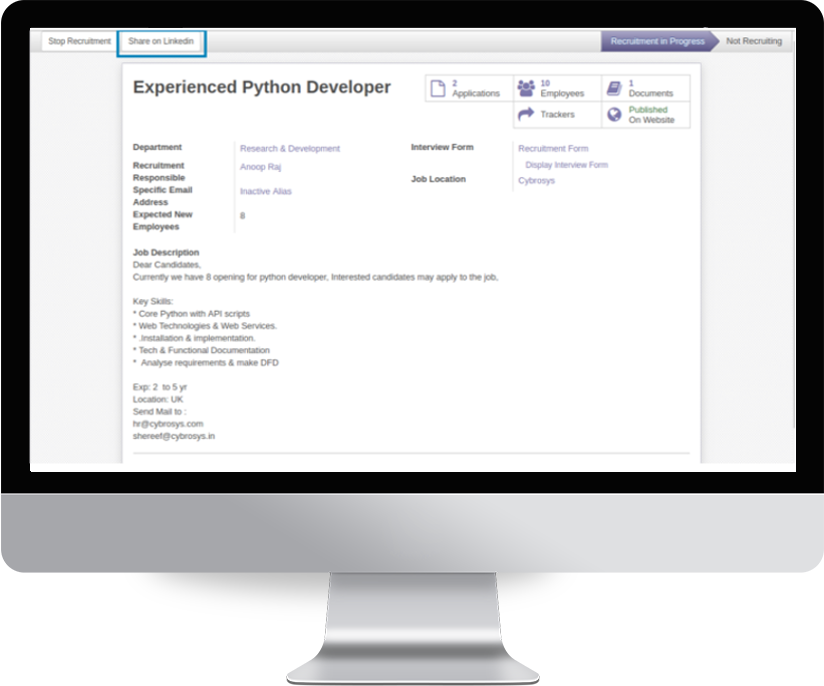 Stop Recruitment
Share on Linkedin
Recruitment in Progress
Not Recruiting
Experienced Python Developer
2
Applications
10
Employees
1
Documents
Trackers
Published
On Website
Department
Research & Development
Recruitment
Responsible
Anoop Raj
Specific Email
Address
Inactive Alias
Expected New
Employees
8
Interview Form
Recruitment Form
Display Interview Form
Job Location
Cybrosys
Job Description
Dear Candidates,
Currently we have 8 opening for python developer, Interested candidates may apply to the job,
Key Skills:
* Core Python with API scripts
* Web Technologies & Web Services.
* .Installation & implementation.
* Tech & Functional Documentation
* Analyse requirements & make DFD
Exp: 2 to 5 yr
Location: UK
Send Mail to :
hr@cybrosys.com
shereef@cybrosys.in